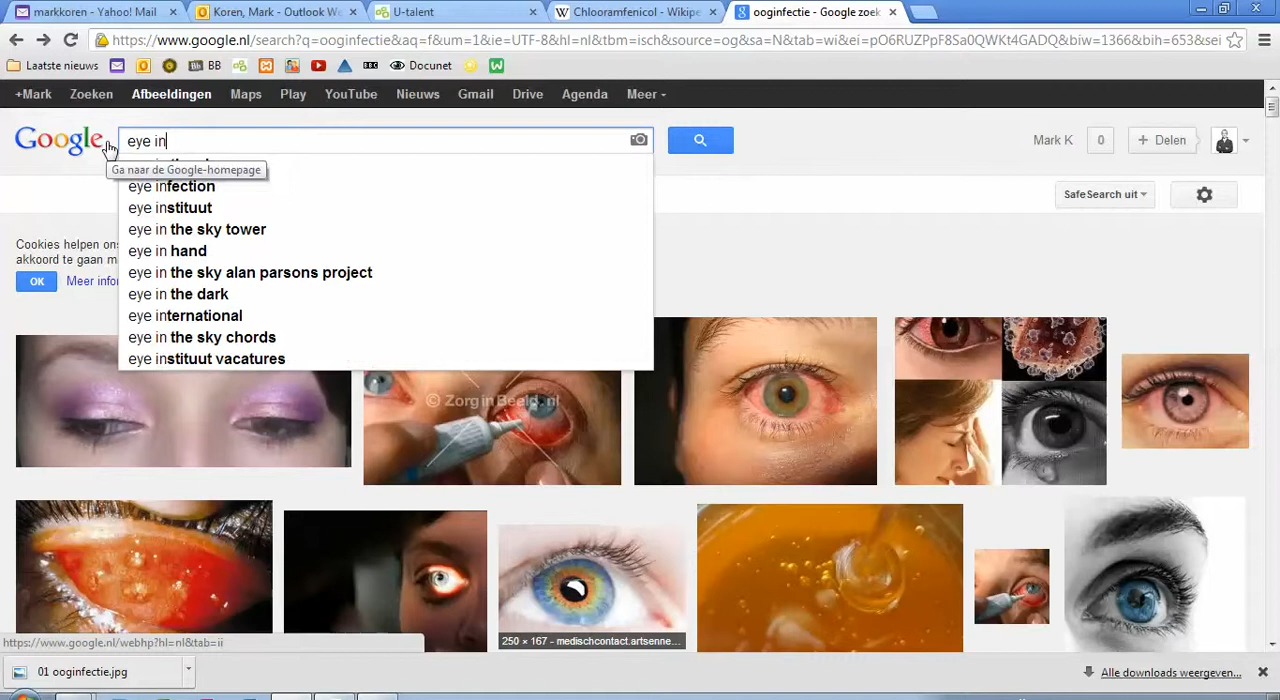 markkoren - Yahoo! Mail
Koren, Mark - Outlook We
U-talent
Chlooramfenicol - Wikipe
ooginfectie - Google zoek
https://www.google.nl/search?q=ooginfectie&aq=f&um=1&ie=UTF-8&hl=nl&tbm=isch&source=og&sa=N&tab=wi&ei=pO6RUZPpF8Sa0QWKt4GADQ&biw=1366&bih=653&sei
Laatste nieuws
BB
BBC
Docunet
+Mark Zoeken Afbeeldingen Maps Play YouTube Nieuws Gmail Drive Agenda Meer
Google
eye in
Mark K
0
+ Delen
Ga naar de Google-homepage
eye infection
eye instituut
eye in the sky tower
eye in hand
eye in the sky alan parsons project
eye in the dark
eye international
eye in the sky chords
eye instituut vacatures
SafeSearch uit
Cookies helpen ons
akkoord te gaan m
OK
Meer infor
© ZorginBeeld.nl
250 × 167 - medischcontact.artsenne...
https://www.google.nl/webhp?hl=nl&tab=ii
01 ooginfectie.jpg
Alle downloads weergeven...